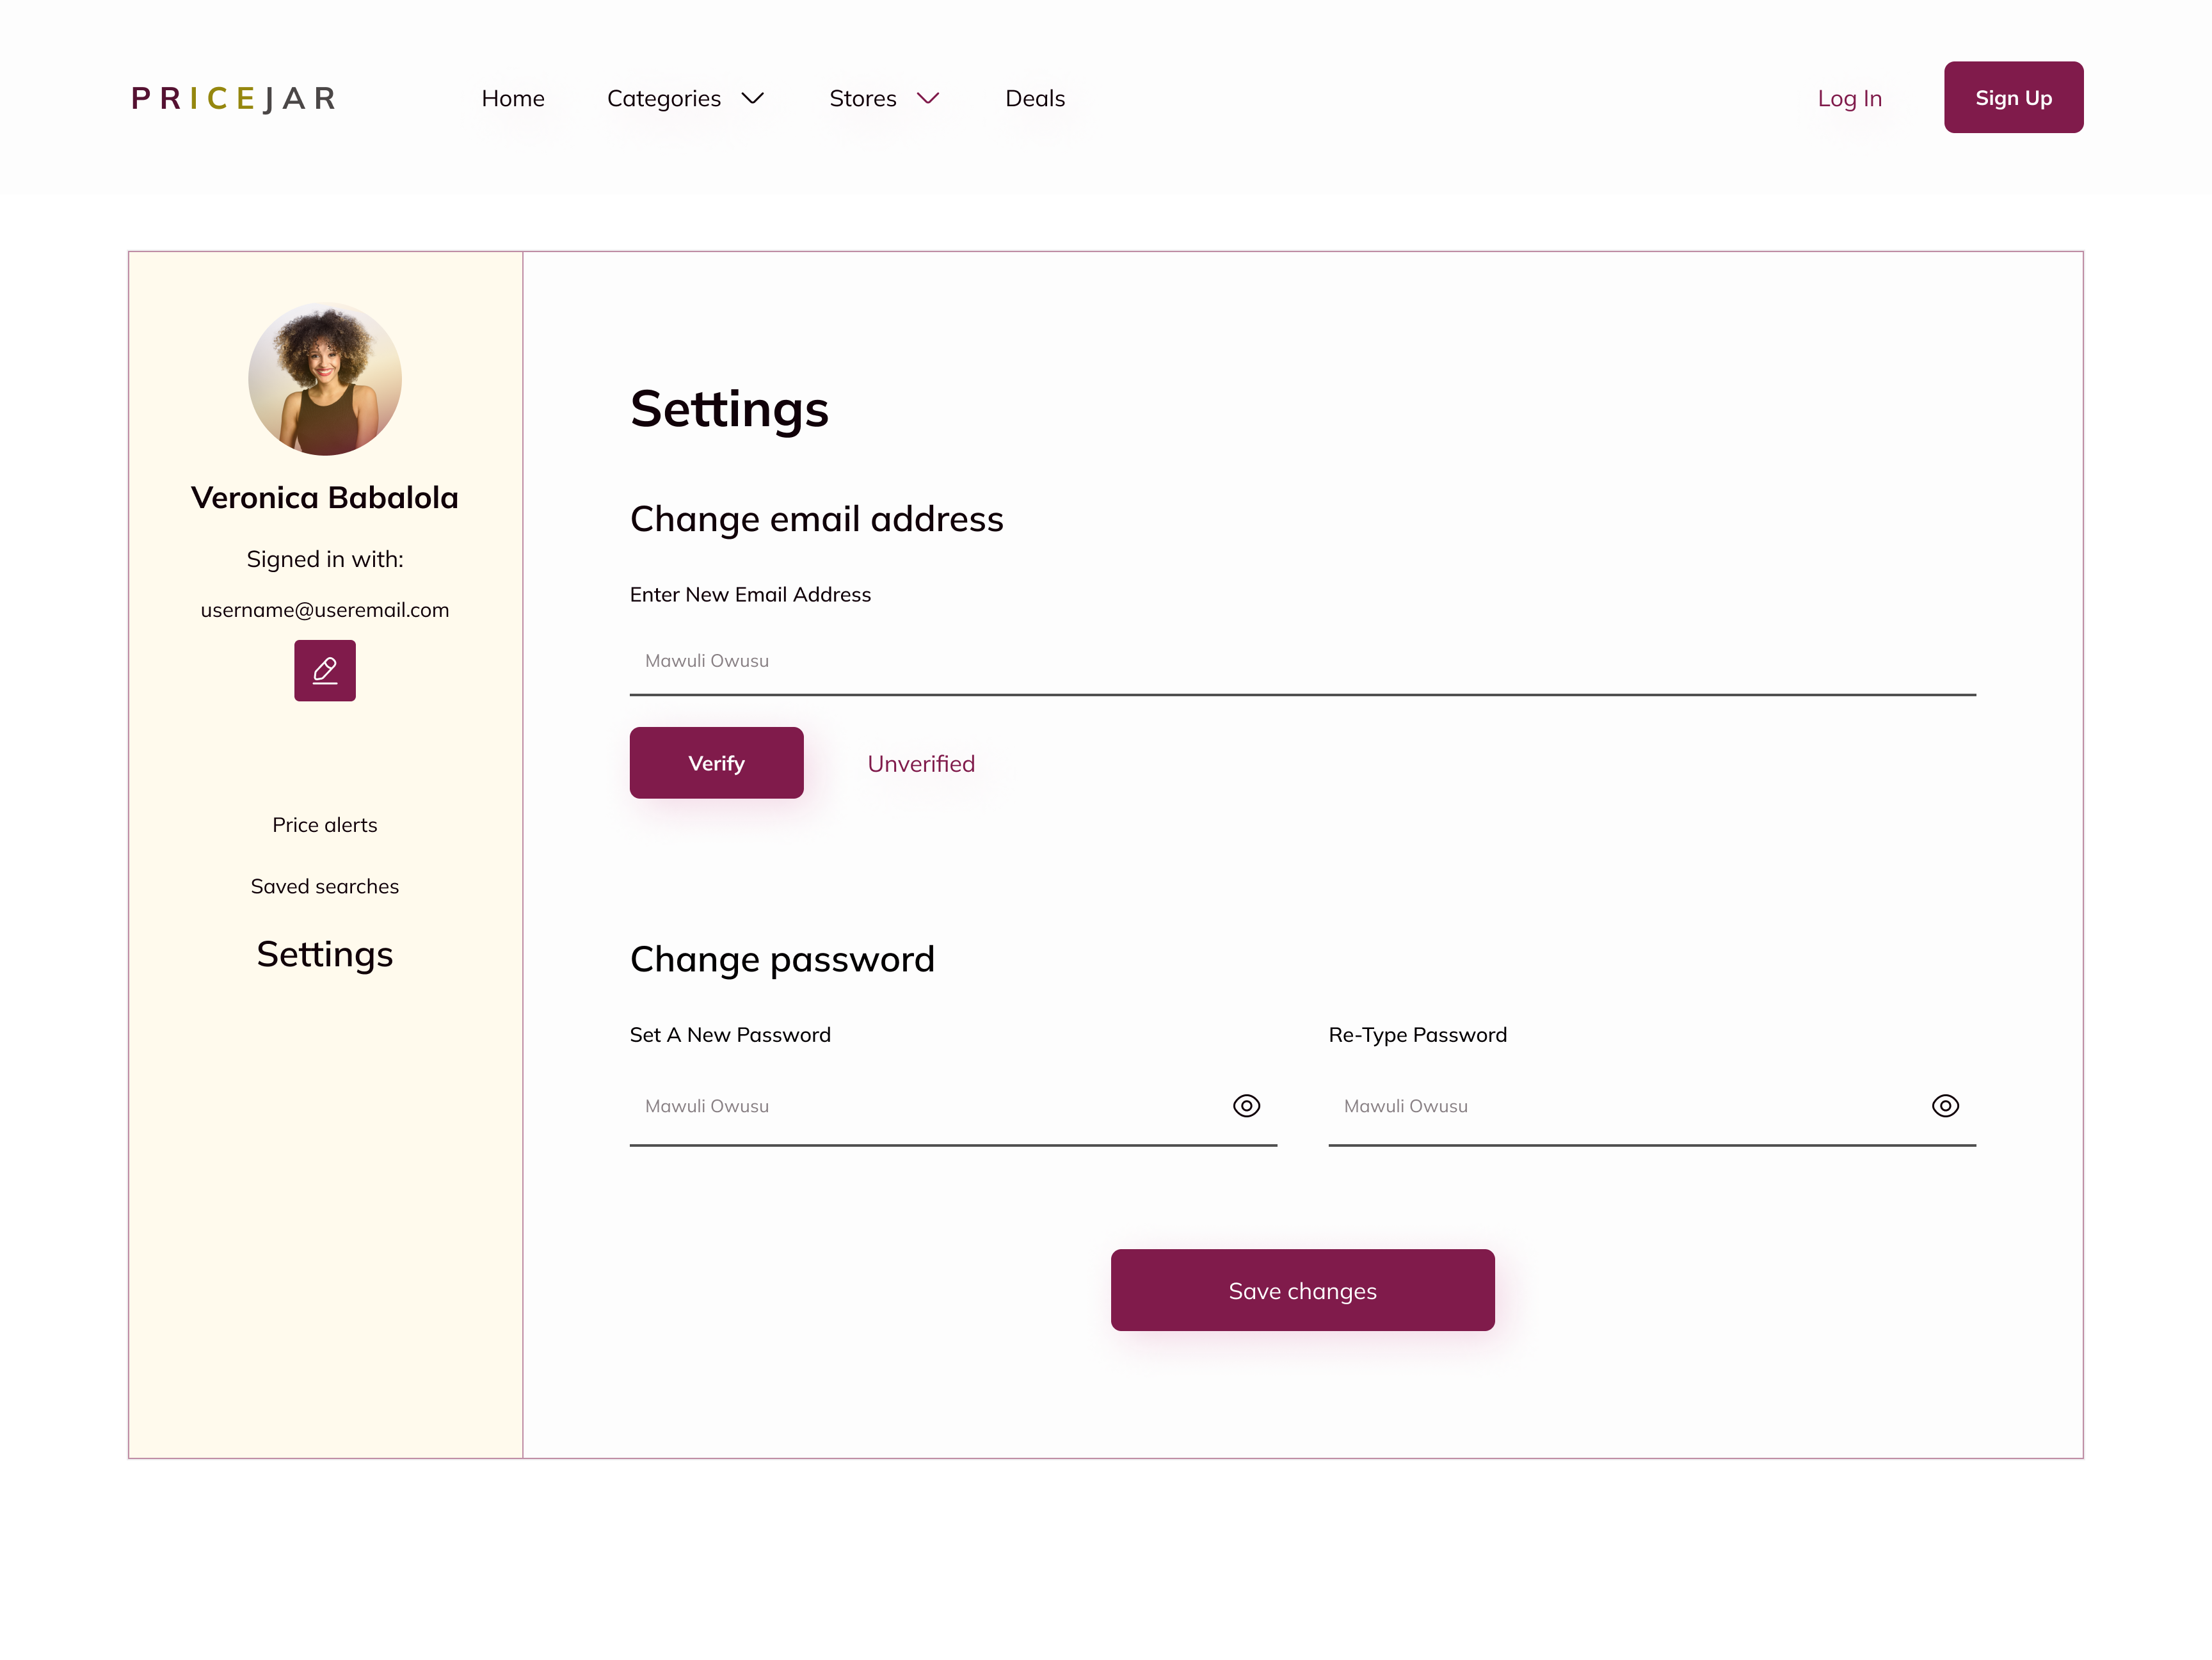 PRICEJAR Home Categories Stores Deals Log In Sign Up
Veronica Babalola
Signed in with:
username@useremail.com
Price alerts
Saved searches
Settings
Settings
Change email address
Enter New Email Address
Mawuli Owusu
Verify Unverified
Change password
Set A New Password Re-Type Password
Mawuli Owusu Mawuli Owusu
Save changes